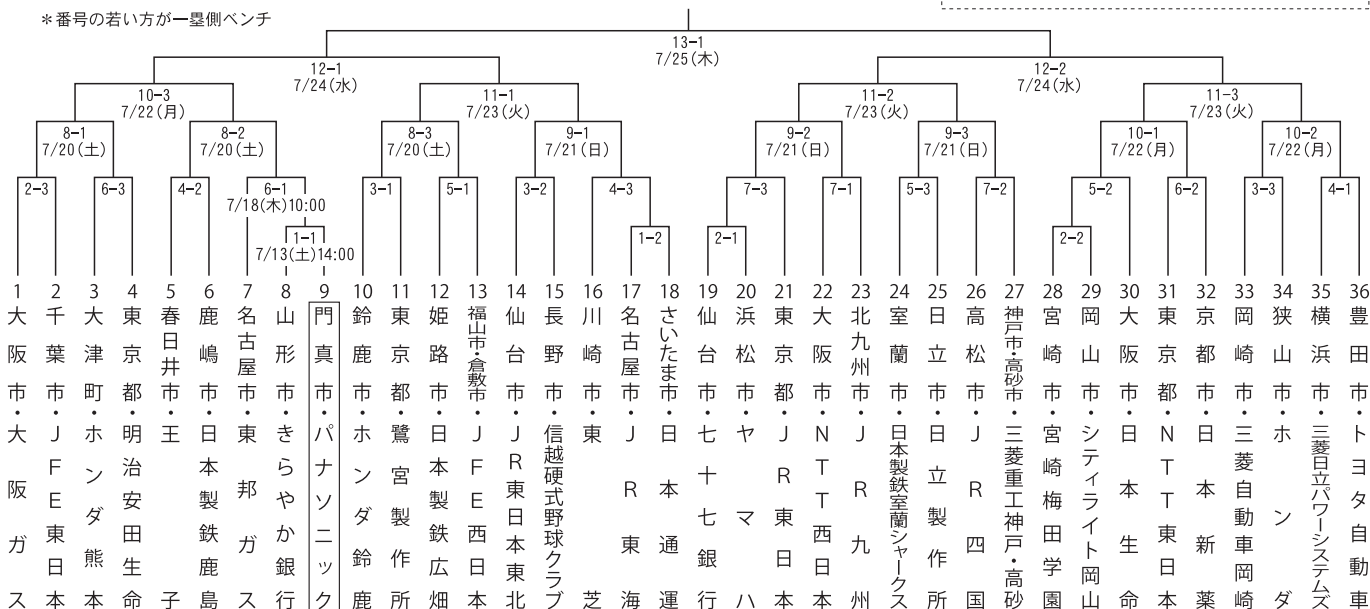 ＊番号の若い方が一塁側ベンチ
13-1
7/25(木)
12-1
7/24(水)
12-2
7/24(水)
10-3
7/22(月)
11-1
7/23(火)
11-2
7/23(火)
11-3
7/23(火)
8-1
7/20(土)
8-2
7/20(土)
8-3
7/20(土)
9-1
7/21(日)
9-2
7/21(日)
9-3
7/21(日)
10-1
7/22(月)
10-2
7/22(月)
2-3
6-3
4-2
6-1
7/18(木)10:00
3-1
5-1
3-2
4-3
7-3
7-1
5-3
7-2
5-2
6-2
3-3
4-1
1-1
7/13(土)14:00
1-2
2-1
2-2
1 大阪市・大阪ガス
2 千葉市・JFE東日本
3 大津町・ホンダ熊本
4 東京都・明治安田生命
5 春日井市・王子
6 鹿嶋市・日本製鉄鹿島
7 名古屋市・東邦ガス
8 山形市・きらやか銀行
9 門真市・パナソニック
10 鈴鹿市・ホンダ鈴鹿
11 東京都・鷺宮製作所
12 姫路市・日本製鉄広畑
13 福山市・倉敷市・JFE西日本
14 仙台市・JR東日本東北
15 長野市・信越硬式野球クラブ
16 川崎市・東芝
17 名古屋市・JR東海
18 さいたま市・日本通運
19 仙台市・七十七銀行
20 浜松市・ヤマハ
21 東京都・JR東日本
22 大阪市・NTT西日本
23 北九州市・JR九州
24 室蘭市・日本製鉄室蘭シャークス
25 日立市・日立製作所
26 高松市・JR四国
27 神戸市・高砂市・三菱重工神戸・高砂
28 宮崎市・宮崎梅田学園
29 岡山市・シティライト岡山
30 大阪市・日本生命
31 東京都・NTT東日本
32 京都市・日本新薬
33 岡崎市・三菱自動車岡崎
34 狭山市・ホンダ
35 横浜市・三菱日立パワーシステムズ
36 豊田市・トヨタ自動車